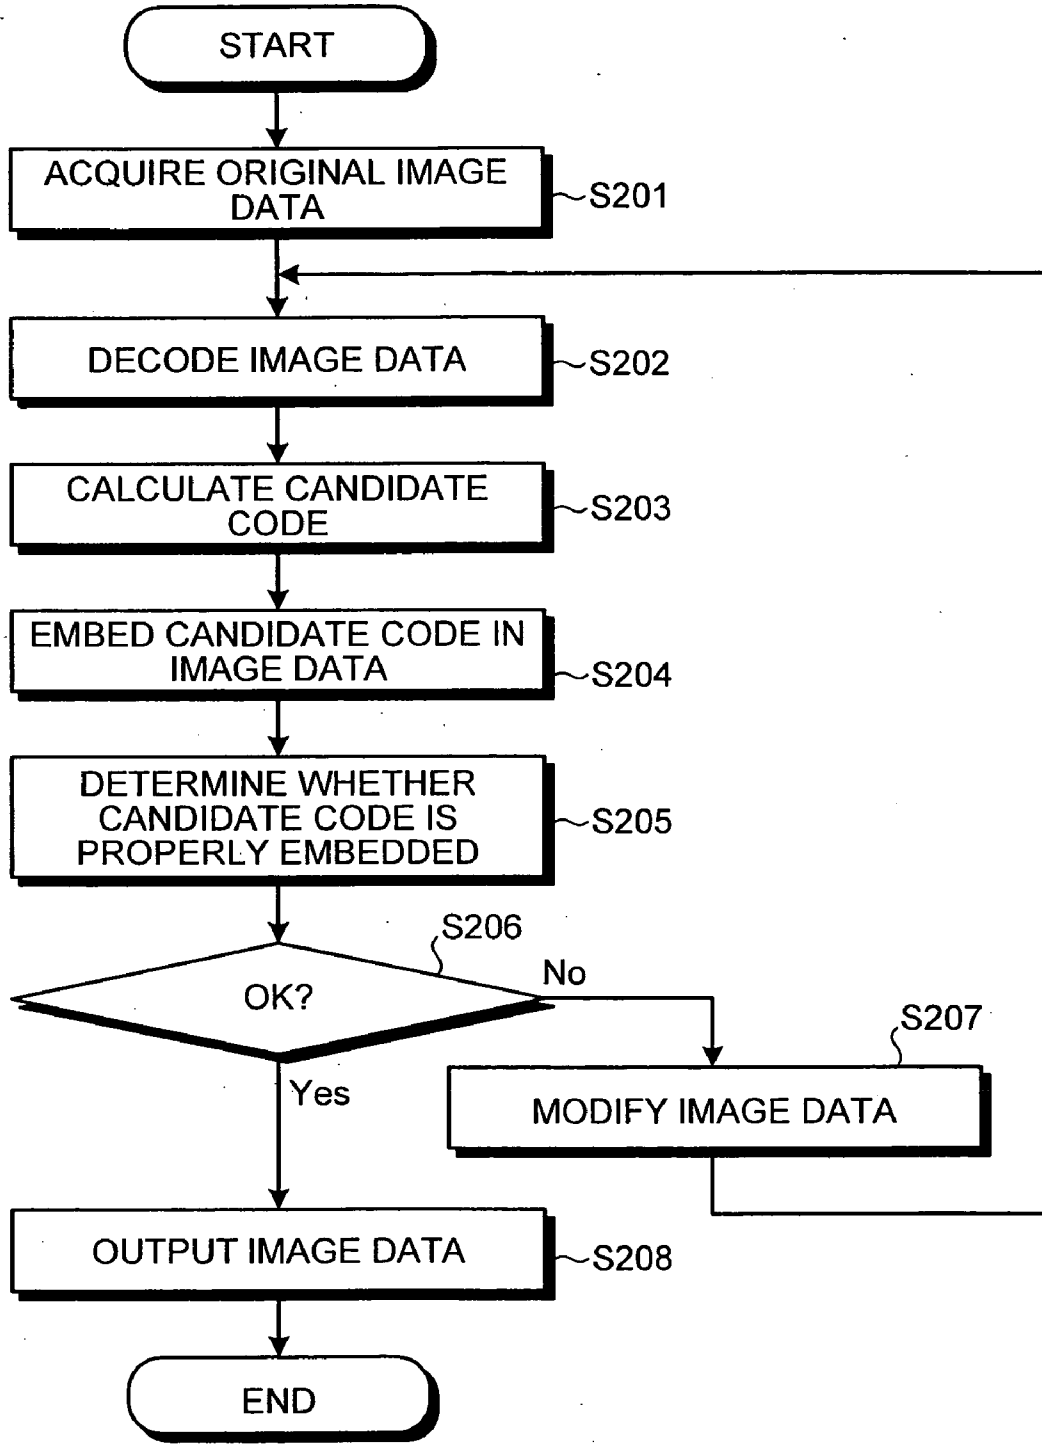 START
ACQUIRE ORIGINAL IMAGE
DATA
S201
DECODE IMAGE DATA
S202
CALCULATE CANDIDATE
CODE
S203
EMBED CANDIDATE CODE IN
IMAGE DATA
S204
DETERMINE WHETHER
CANDIDATE CODE IS
PROPERLY EMBEDDED
S205
S206
OK?
No
Yes
S207
MODIFY IMAGE DATA
OUTPUT IMAGE DATA
S208
END